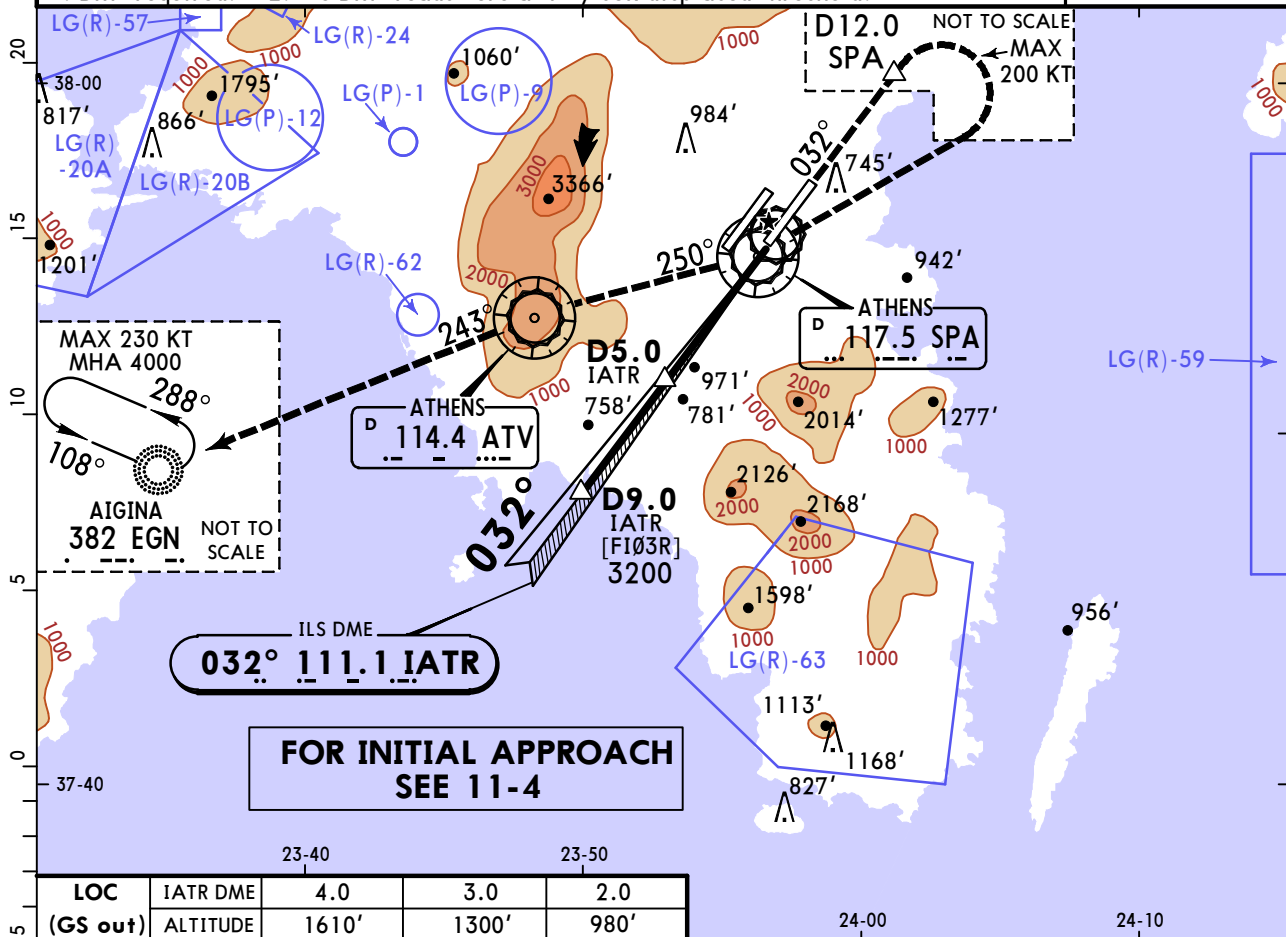 LG(R)-57
LG(R)-24
1000
1000
1000
1795'
1060'
LG(P)-9
LG(P)-1
LG(P)-12
38-00
817'
866'
LG(R)
-20A
LG(R)-20B
984'
D12.0
SPA
NOT TO SCALE
MAX
200 KT
1000
032°
745'
3000
3366'
1000
1201'
LG(R)-62
2000
250°
942'
243°
ATHENS
D 117.5 SPA
LG(R)-59
MAX 230 KT
MHA 4000
288°
108°
AIGINA
382 EGN
NOT TO
SCALE
1000
ATHENS
D 114.4 ATV
D5.0
IATR
758'
971'
781'
2000
1000
2014'
1277'
1000
032°
D9.0
IATR
[FIØ3R]
3200
2126'
2000
2168'
2000
1000
1598'
1000
1000
LG(R)-63
956'
1000
ILS DME
032° 111.1 IATR
1113'
1168'
827'
FOR INITIAL APPROACH
SEE 11-4
37-40
20
15
10
5
0
5
23-40
23-50
24-00
24-10
LOC IATR DME 4.0 3.0 2.0
(GS out) ALTITUDE 1610' 1300' 980'